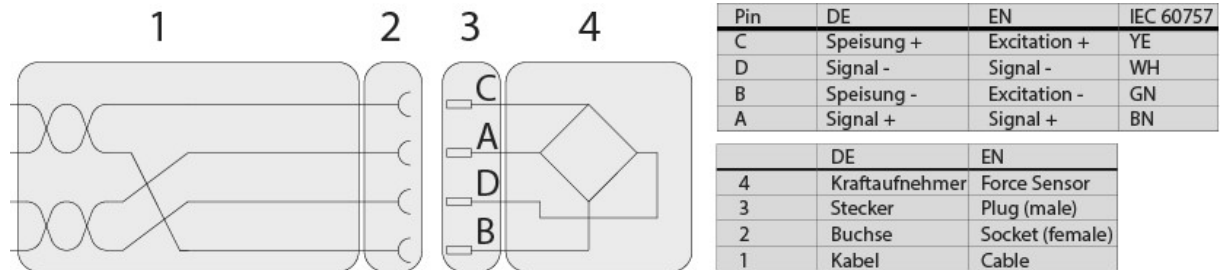 1 2 3 4
C
A
D
B
Pin DE EN IEC 60757
C Speisung + Excitation + YE
D Signal - Signal - WH
B Speisung - Excitation - GN
A Signal + Signal + BN
DE EN
4 Kraftaufnehmer Force Sensor
3 Stecker Plug (male)
2 Buchse Socket (female)
1 Kabel Cable